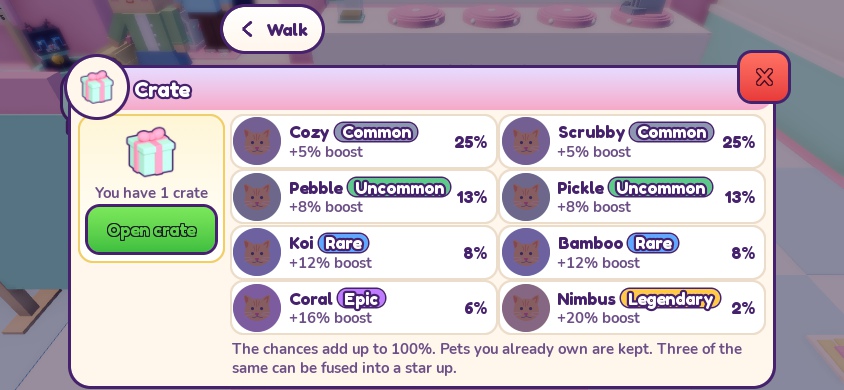 Walk
Crate
You have 1 crate
Open crate
Cozy Common
+5% boost
25%
Scrubby Common
+5% boost
25%
Pebble Uncommon
+8% boost
13%
Pickle Uncommon
+8% boost
13%
Koi Rare
+12% boost
8%
Bamboo Rare
+12% boost
8%
Coral Epic
+16% boost
6%
Nimbus Legendary
+20% boost
2%
The chances add up to 100%. Pets you already own are kept. Three of the
same can be fused into a star up.